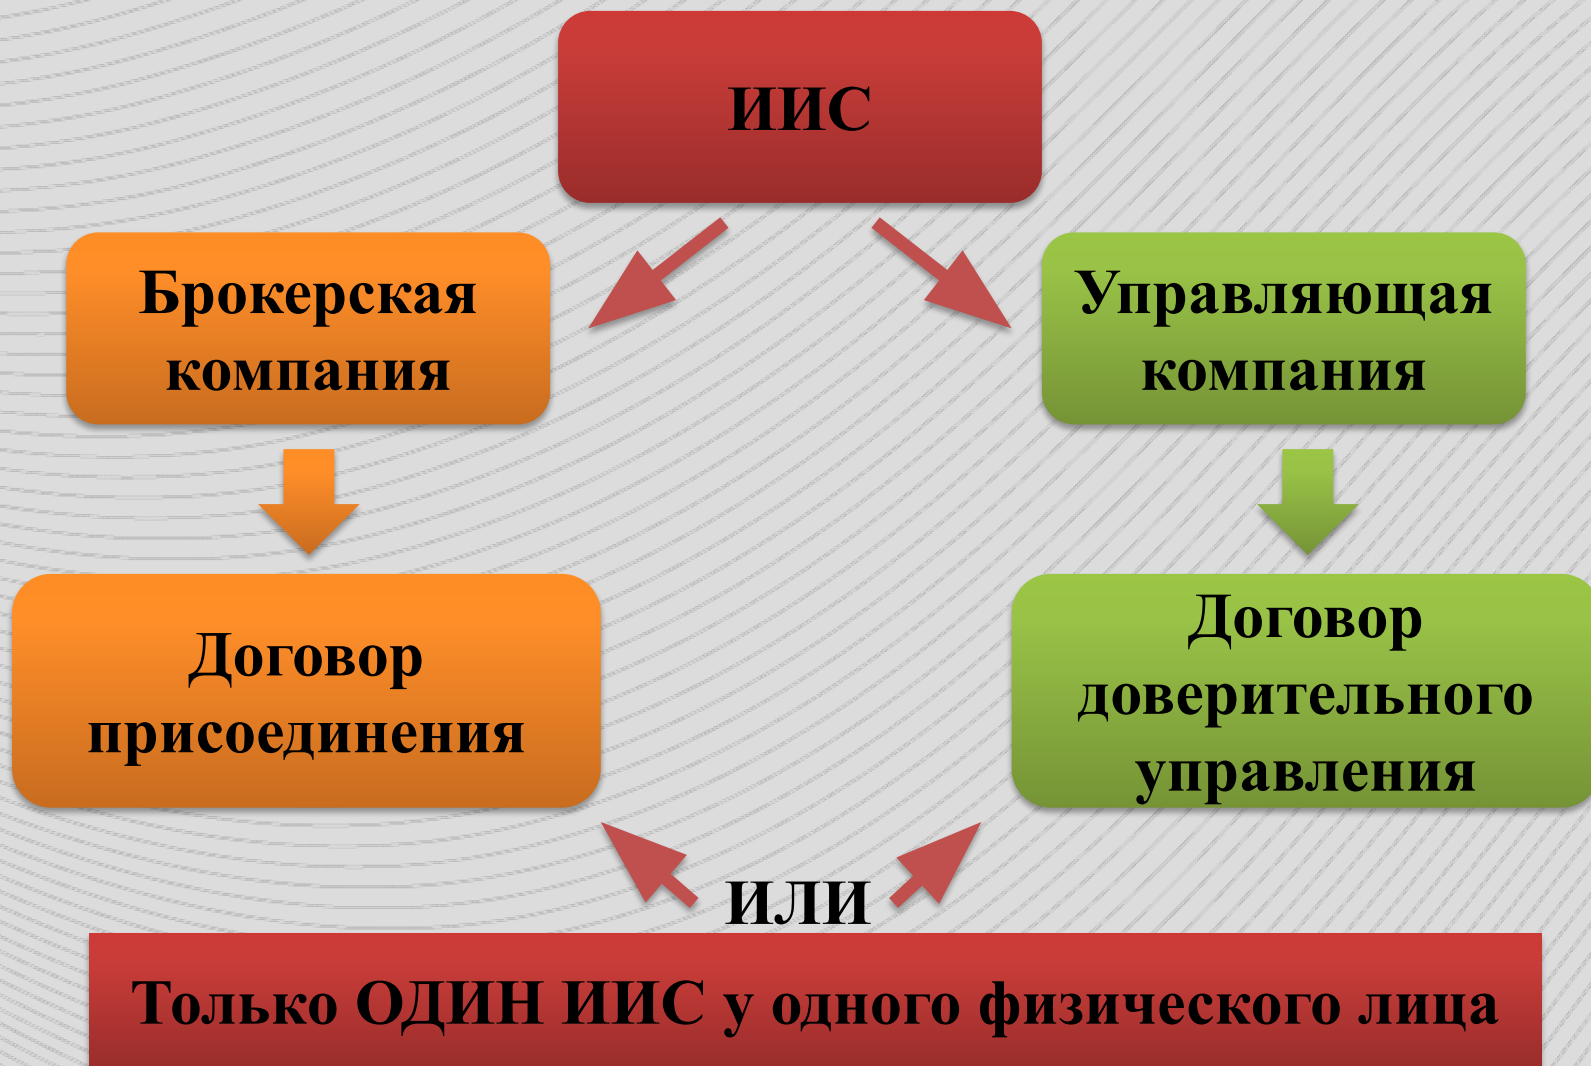 ИИС
Брокерская
компания
Управляющая
компания
Договор
присоединения
Договор
доверительного
управления
ИЛИ
Только ОДИН ИИС у одного физического лица